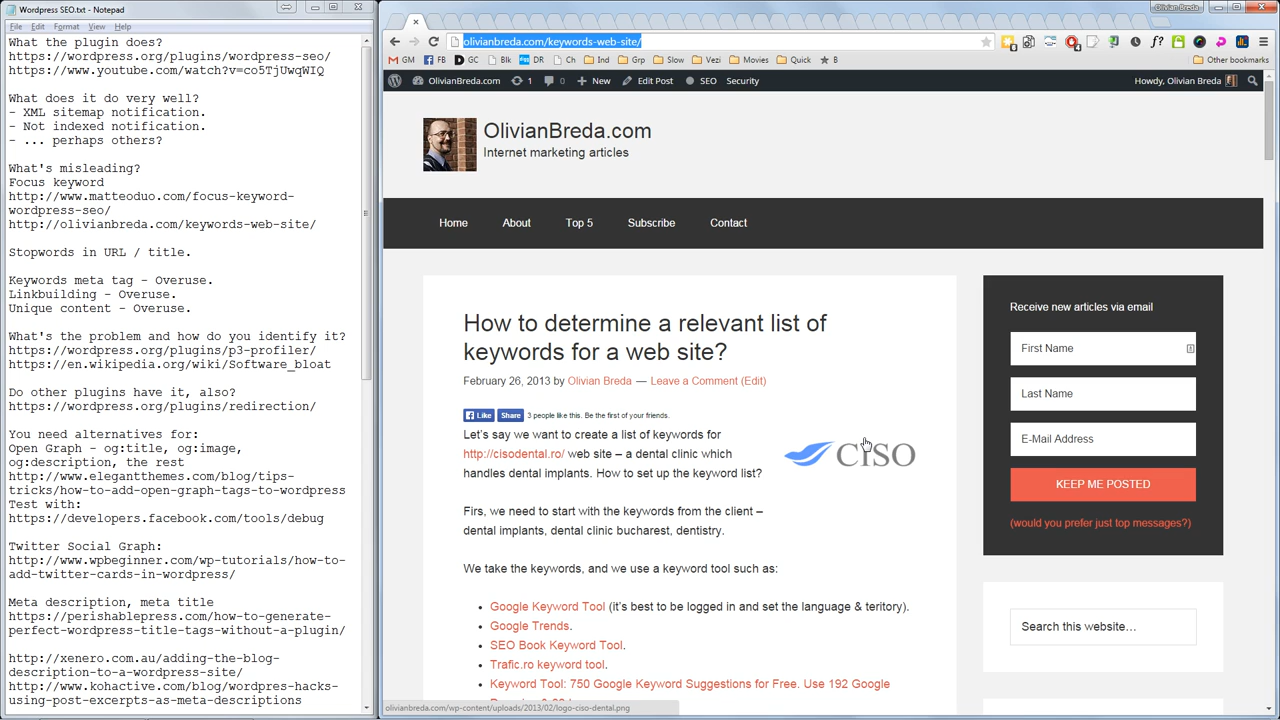 Wordpress SEO.txt - Notepad
File Edit Format View Help
What the plugin does?
https://wordpress.org/plugins/wordpress-seo/
https://www.youtube.com/watch?v=co5TjUwqWIQ
What does it do very well?
- XML sitemap notification.
- Not indexed notification.
- ... perhaps others?
What's misleading?
Focus keyword
http://www.matteoduo.com/focus-keyword-
wordpress-seo/
http://olivianbreda.com/keywords-web-site/
Stopwords in URL / title.
Keywords meta tag - Overuse.
Linkbuilding - Overuse.
Unique content - Overuse.
What's the problem and how do you identify it?
https://wordpress.org/plugins/p3-profiler/
https://en.wikipedia.org/wiki/Software_bloat
Do other plugins have it, also?
https://wordpress.org/plugins/redirection/
You need alternatives for:
Open Graph - og:title, og:image,
og:description, the rest
http://www.elegantthemes.com/blog/tips-
tricks/how-to-add-open-graph-tags-to-wordpress
Test with:
https://developers.facebook.com/tools/debug
Twitter Social Graph:
http://www.wpbeginner.com/wp-tutorials/how-to-
add-twitter-cards-in-wordpress/
Meta description, meta title
https://perishablepress.com/how-to-generate-
perfect-wordpress-title-tags-without-a-plugin/
http://xenero.com.au/adding-the-blog-
description-to-a-wordpress-site/
http://www.kohactive.com/blog/wordpres-hacks-
using-post-excerpts-as-meta-descriptions
Olivian Breda
olivianbreda.com/keywords-web-site/
GM FB GC Blk DR Ch Ind Grp Slow Vezi Movies Quick B Other bookmarks
OlivianBreda.com 1 0 New Edit Post SEO Security Howdy, Olivian Breda
OlivianBreda.com
Internet marketing articles
Home About Top 5 Subscribe Contact
How to determine a relevant list of
keywords for a web site?
February 26, 2013 by Olivian Breda — Leave a Comment (Edit)
Like Share 3 people like this. Be the first of your friends.
Let's say we want to create a list of keywords for
http://cisodental.ro/ web site – a dental clinic which
handles dental implants. How to set up the keyword list?
CISO
Firs, we need to start with the keywords from the client –
dental implants, dental clinic bucharest, dentistry.
We take the keywords, and we use a keyword tool such as:
• Google Keyword Tool (it's best to be logged in and set the language & teritory).
• Google Trends.
• SEO Book Keyword Tool.
• Trafic.ro keyword tool.
• Keyword Tool: 750 Google Keyword Suggestions for Free. Use 192 Google
Receive new articles via email
First Name
Last Name
E-Mail Address
KEEP ME POSTED
(would you prefer just top messages?)
Search this website…
olivianbreda.com/wp-content/uploads/2013/02/logo-ciso-dental.png